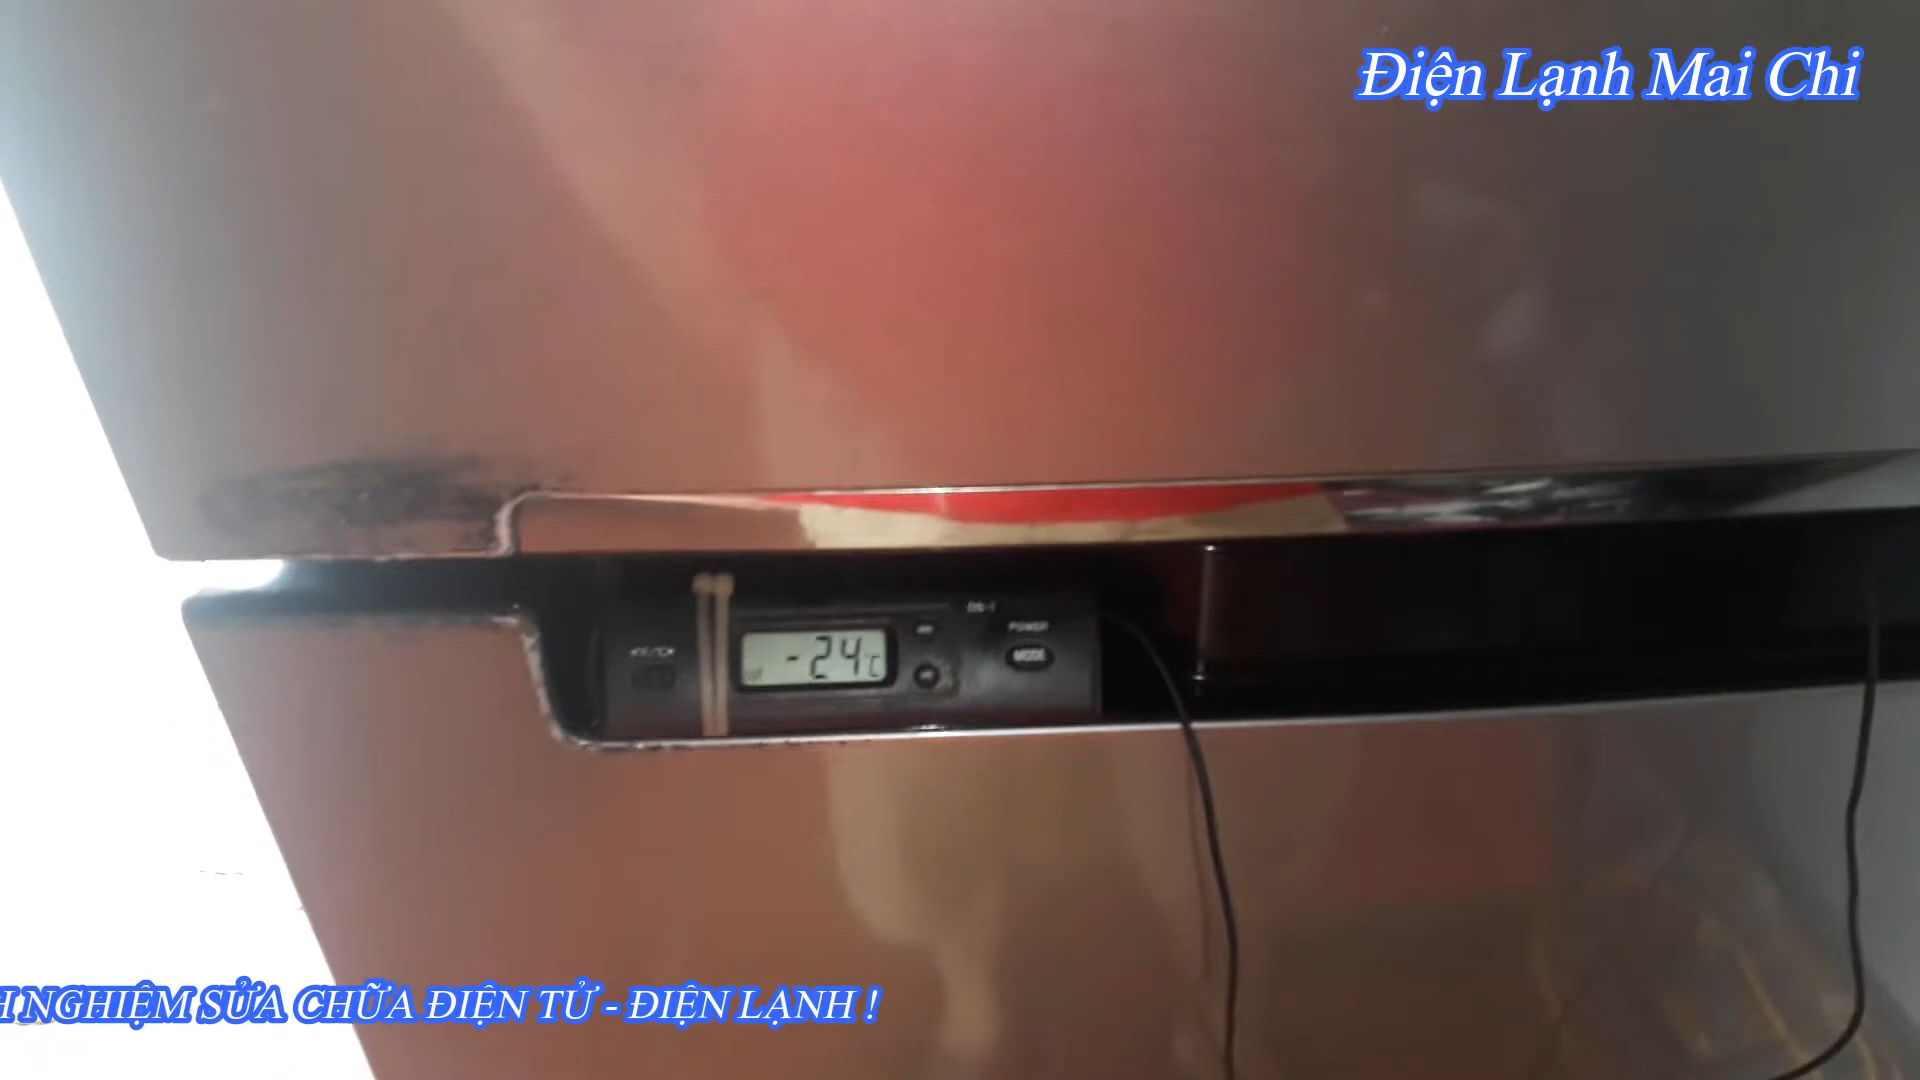 Điện Lạnh Mai Chi
POWER
MODE
-24°C
H NGHIỆM SỬA CHỮA ĐIỆN TỬ - ĐIỆN LẠNH !